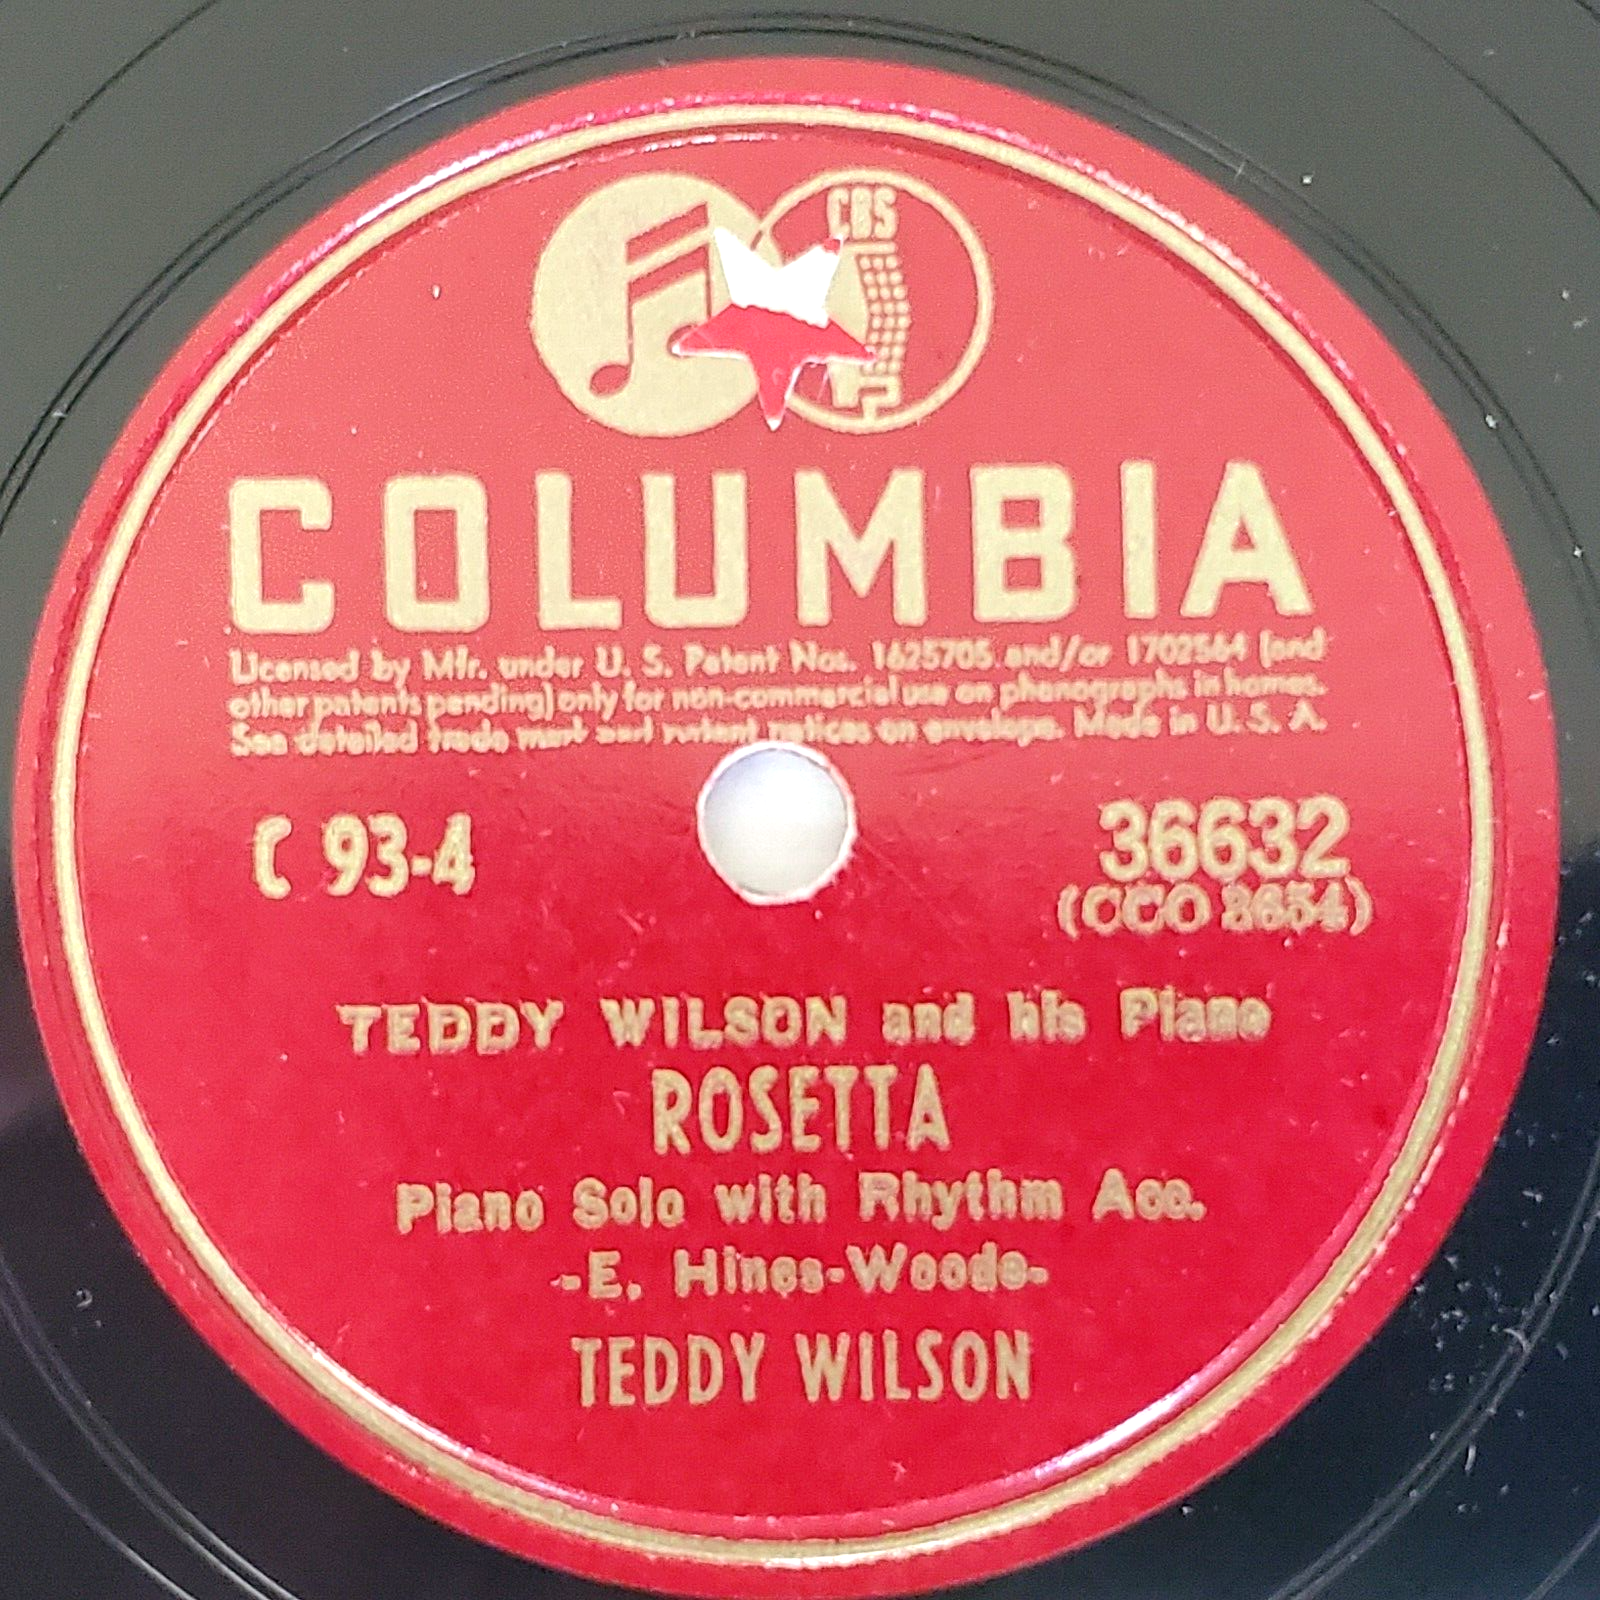 CBS
COLUMBIA
Licensed by Mfr. under U. S. Patent Nos. 1625705 and/or 1702564 (and
other patents pending) only for non-commercial use on phonographs in homes.
See detailed trade mark and patent notices on envelope. Made in U. S. A.
C 93-4
36632
(CCO 3654)
TEDDY WILSON and his Piano
ROSETTA
Piano Solo with Rhythm Acc.
-E. Hines-Woode-
TEDDY WILSON